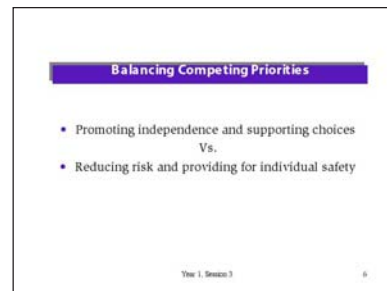 Balancing Competing Priorities
• Promoting independence and supporting choices
Vs.
• Reducing risk and providing for individual safety
Year 1, Session 3
6